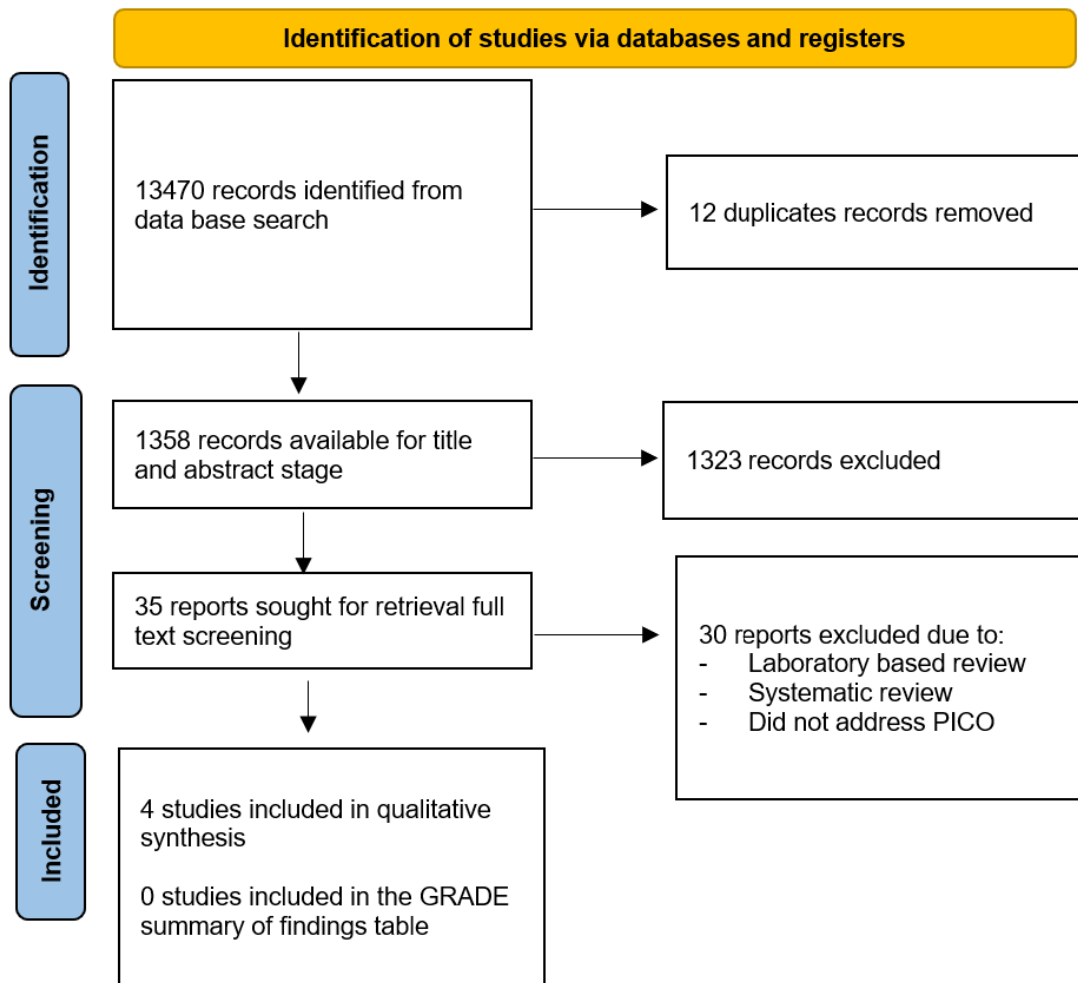 Identification of studies via databases and registers
Identification
13470 records identified from
data base search
12 duplicates records removed
Screening
1358 records available for title
and abstract stage
1323 records excluded
35 reports sought for retrieval full
text screening
30 reports excluded due to:
- Laboratory based review
- Systematic review
- Did not address PICO
Included
4 studies included in qualitative
synthesis
0 studies included in the GRADE
summary of findings table